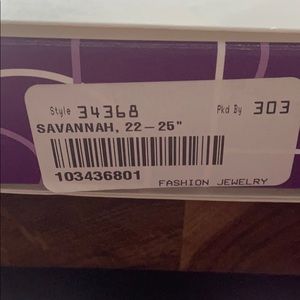 Style 34368 Pkd By 303
SAVANNAH, 22-25"
103436801
FASHION JEWELRY